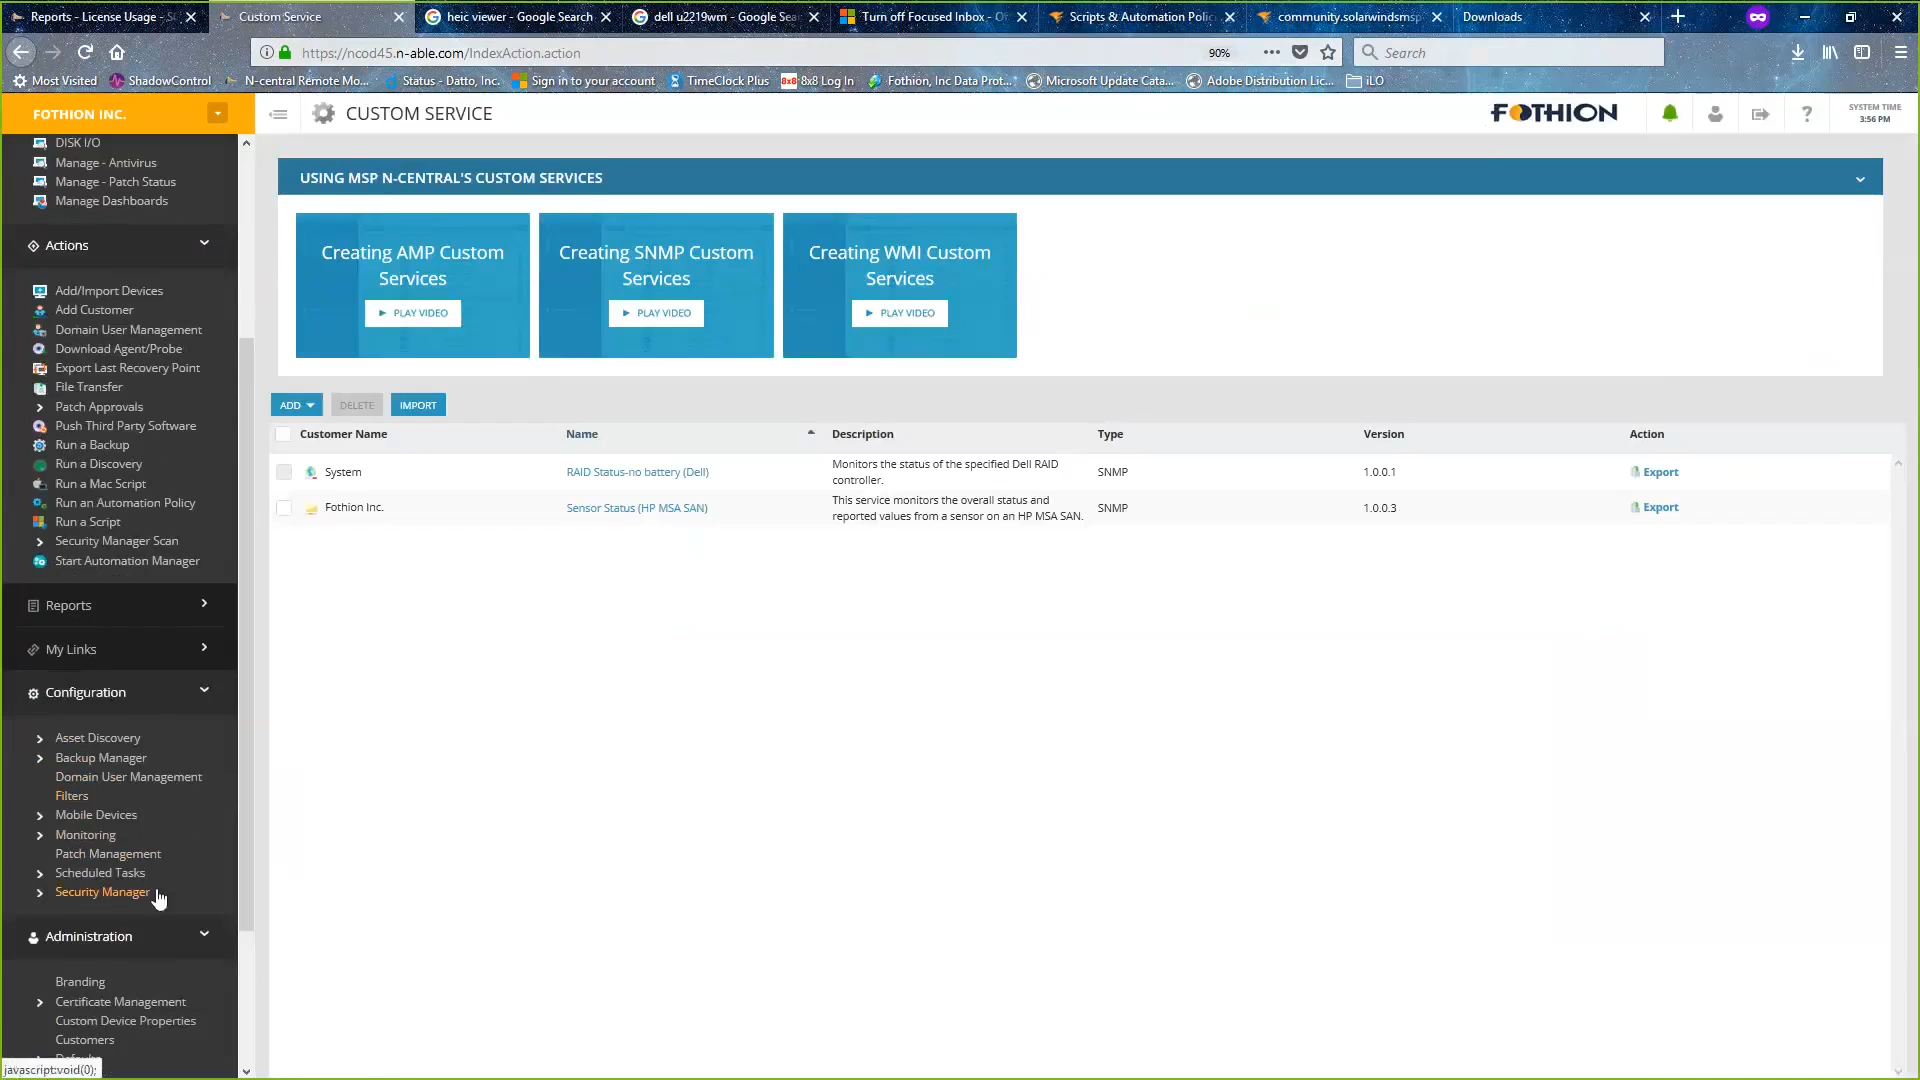 Reports - License Usage - S
Custom Service
heic viewer - Google Search
dell u2219wm - Google Sea
Turn off Focused Inbox - O
Scripts & Automation Polic
community.solarwindsmsp
Downloads
https://ncod45.n-able.com/IndexAction.action
90%
Search
Most Visited
ShadowControl
N-central Remote Mo...
Status - Datto, Inc.
Sign in to your account
TimeClock Plus
8x8 8x8 Log In
Fothion, Inc Data Prot...
Microsoft Update Cata...
Adobe Distribution Lic...
iLO
FOTHION INC.
CUSTOM SERVICE
FOTHION
SYSTEM TIME
3:56 PM
DISK I/O
Manage - Antivirus
Manage - Patch Status
Manage Dashboards
Actions
Add/Import Devices
Add Customer
Domain User Management
Download Agent/Probe
Export Last Recovery Point
File Transfer
Patch Approvals
Push Third Party Software
Run a Backup
Run a Discovery
Run a Mac Script
Run an Automation Policy
Run a Script
Security Manager Scan
Start Automation Manager
Reports
My Links
Configuration
Asset Discovery
Backup Manager
Domain User Management
Filters
Mobile Devices
Monitoring
Patch Management
Scheduled Tasks
Security Manager
Administration
Branding
Certificate Management
Custom Device Properties
Customers
Defaults
javascript:void(0);
USING MSP N-CENTRAL'S CUSTOM SERVICES
Creating AMP Custom
Services
PLAY VIDEO
Creating SNMP Custom
Services
PLAY VIDEO
Creating WMI Custom
Services
PLAY VIDEO
ADD
DELETE
IMPORT
Customer Name Name Description Type Version Action
System RAID Status-no battery (Dell) Monitors the status of the specified Dell RAID
controller. SNMP 1.0.0.1 Export
Fothion Inc. Sensor Status (HP MSA SAN) This service monitors the overall status and
reported values from a sensor on an HP MSA SAN. SNMP 1.0.0.3 Export